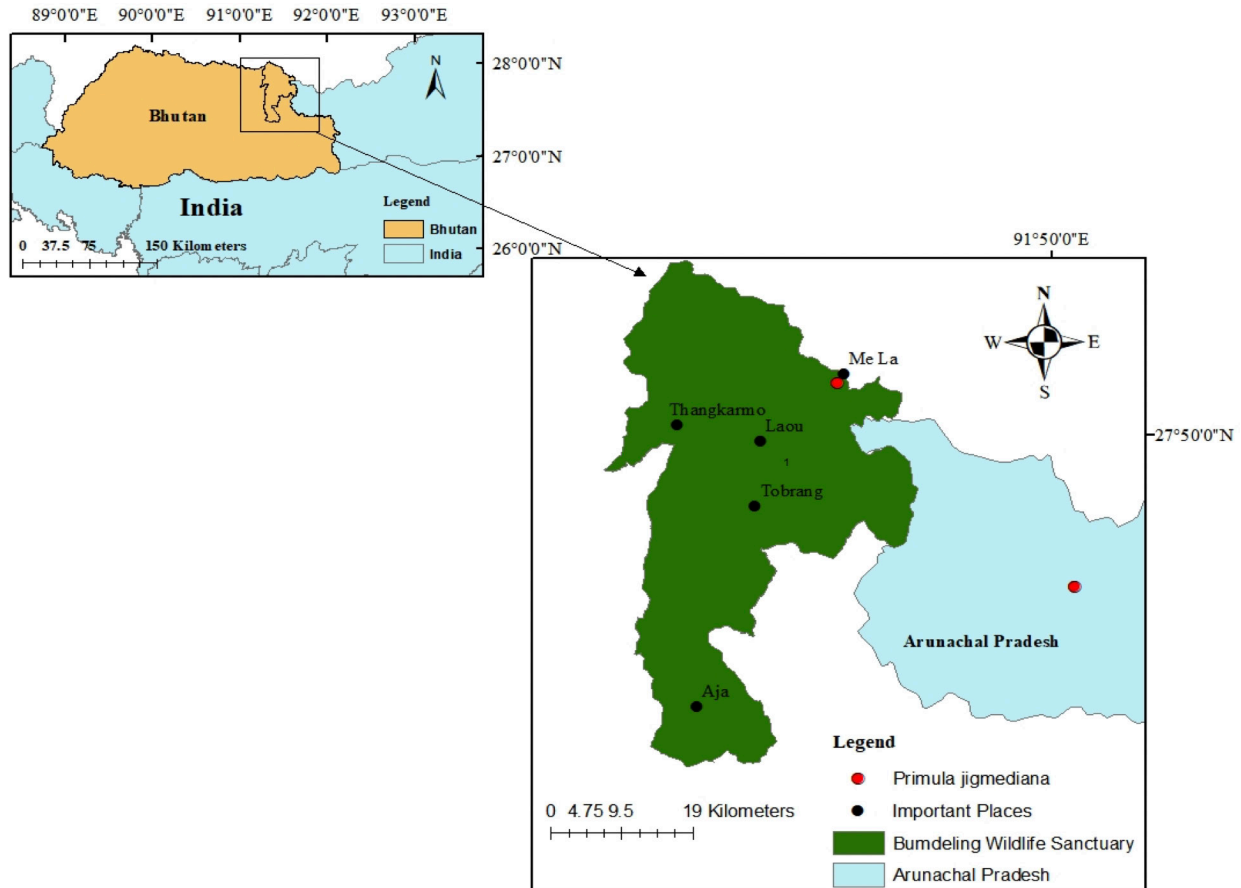 89°0'0"E 90°0'0"E 91°0'0"E 92°0'0"E 93°0'0"E
N
28°0'0"N
Bhutan
27°0'0"N
India
Legend
Bhutan
India
0 37.5 75 150 Kilometers
26°0'0"N
91°50'0"E
N
W E
S
Me La
Thangkarmo
Laou
27°50'0"N
1
Tobrang
Arunachal Pradesh
Aja
Legend
Primula jigmediana
0 4.75 9.5 19 Kilometers
Important Places
Bumdeling Wildlife Sanctuary
Arunachal Pradesh